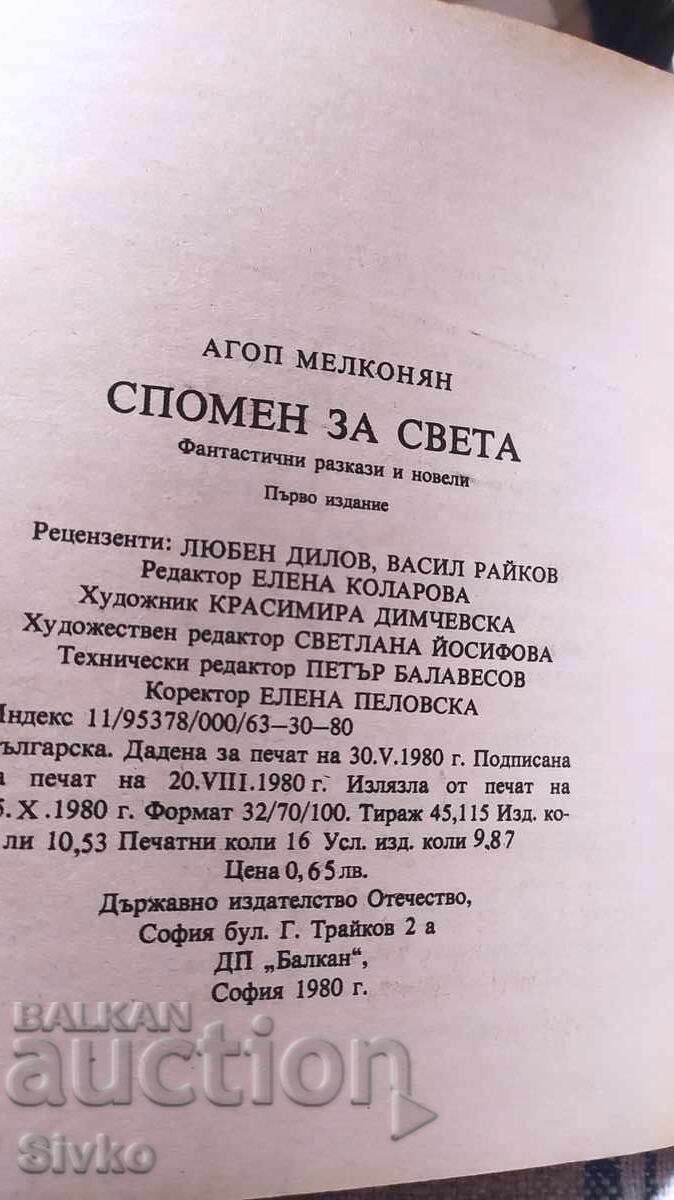 АГОП МЕЛКОНЯН
СПОМЕН ЗА СВЕТА
Фантастични разкази и новели
Първо издание
Рецензенти: ЛЮБЕН ДИЛОВ, ВАСИЛ РАЙКОВ
Редактор ЕЛЕНА КОЛАРОВА
Художник КРАСИМИРА ДИМЧЕВСКА
Художествен редактор СВЕТЛАНА ЙОСИФОВА
Технически редактор ПЕТЪР БАЛАВЕСОВ
Коректор ЕЛЕНА ПЕЛОВСКА
Индекс 11/95378/000/63–30–80
ългарска. Дадена за печат на 30.V.1980 г. Подписана
а печат на 20.VIII.1980 г. Излязла от печат на
5.X.1980 г. Формат 32/70/100. Тираж 45,115 Изд. ко-
ли 10,53 Печатни коли 16 Усл. изд. коли 9,87
Цена 0,65 лв.
Държавно издателство Отечество,
София бул. Г. Трайков 2 а
ДП „Балкан“,
София 1980 г.
BALKAN
auction
Sivko